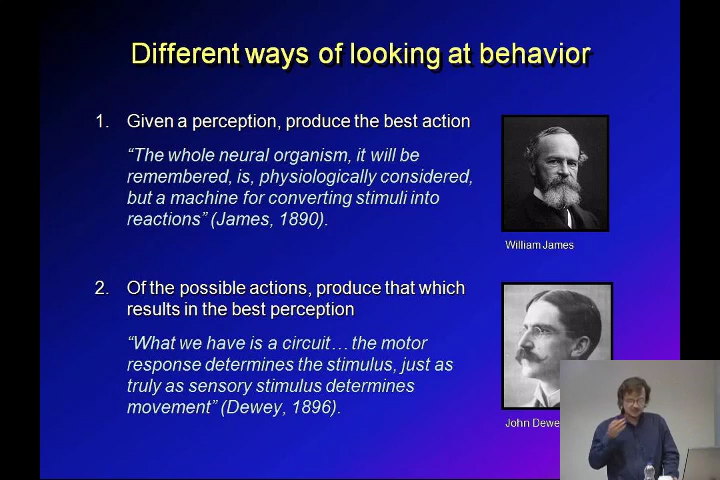 Different ways of looking at behavior
1. Given a perception, produce the best action
“The whole neural organism, it will be
remembered, is, physiologically considered,
but a machine for converting stimuli into
reactions” (James, 1890).
William James
2. Of the possible actions, produce that which
results in the best perception
“What we have is a circuit… the motor
response determines the stimulus, just as
truly as sensory stimulus determines
movement” (Dewey, 1896).
John Dewe